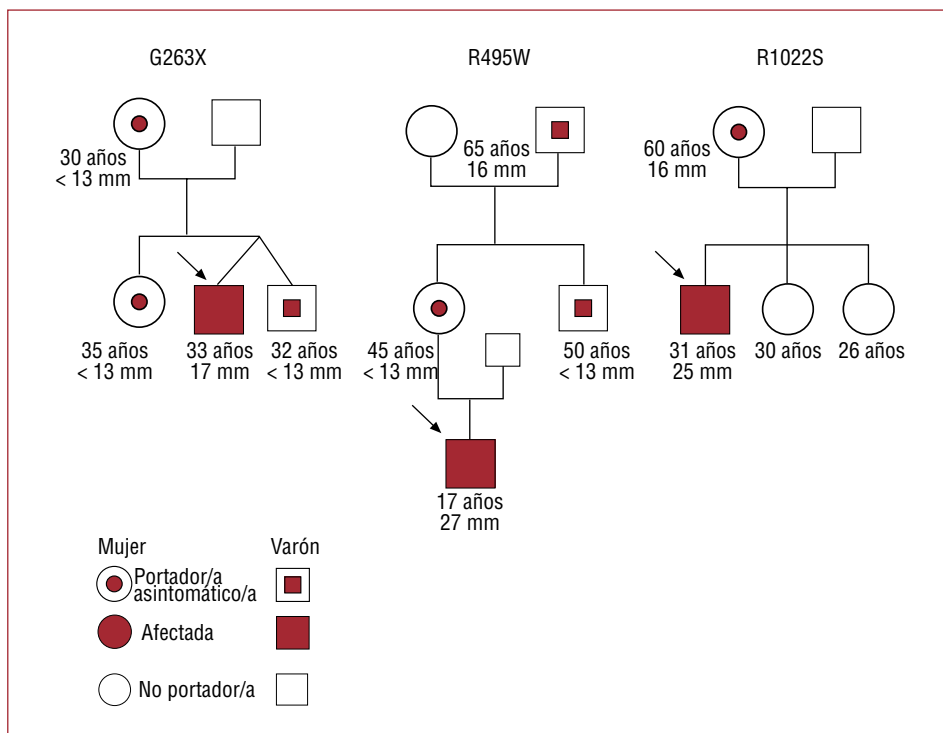 G263X
30 años
< 13 mm
35 años
< 13 mm
33 años
17 mm
32 años
< 13 mm
R495W
65 años
16 mm
45 años
< 13 mm
50 años
< 13 mm
17 años
27 mm
R1022S
60 años
16 mm
31 años
25 mm
30 años
26 años
Mujer
Varón
Portador/a
asintomático/a
Afectada
No portador/a